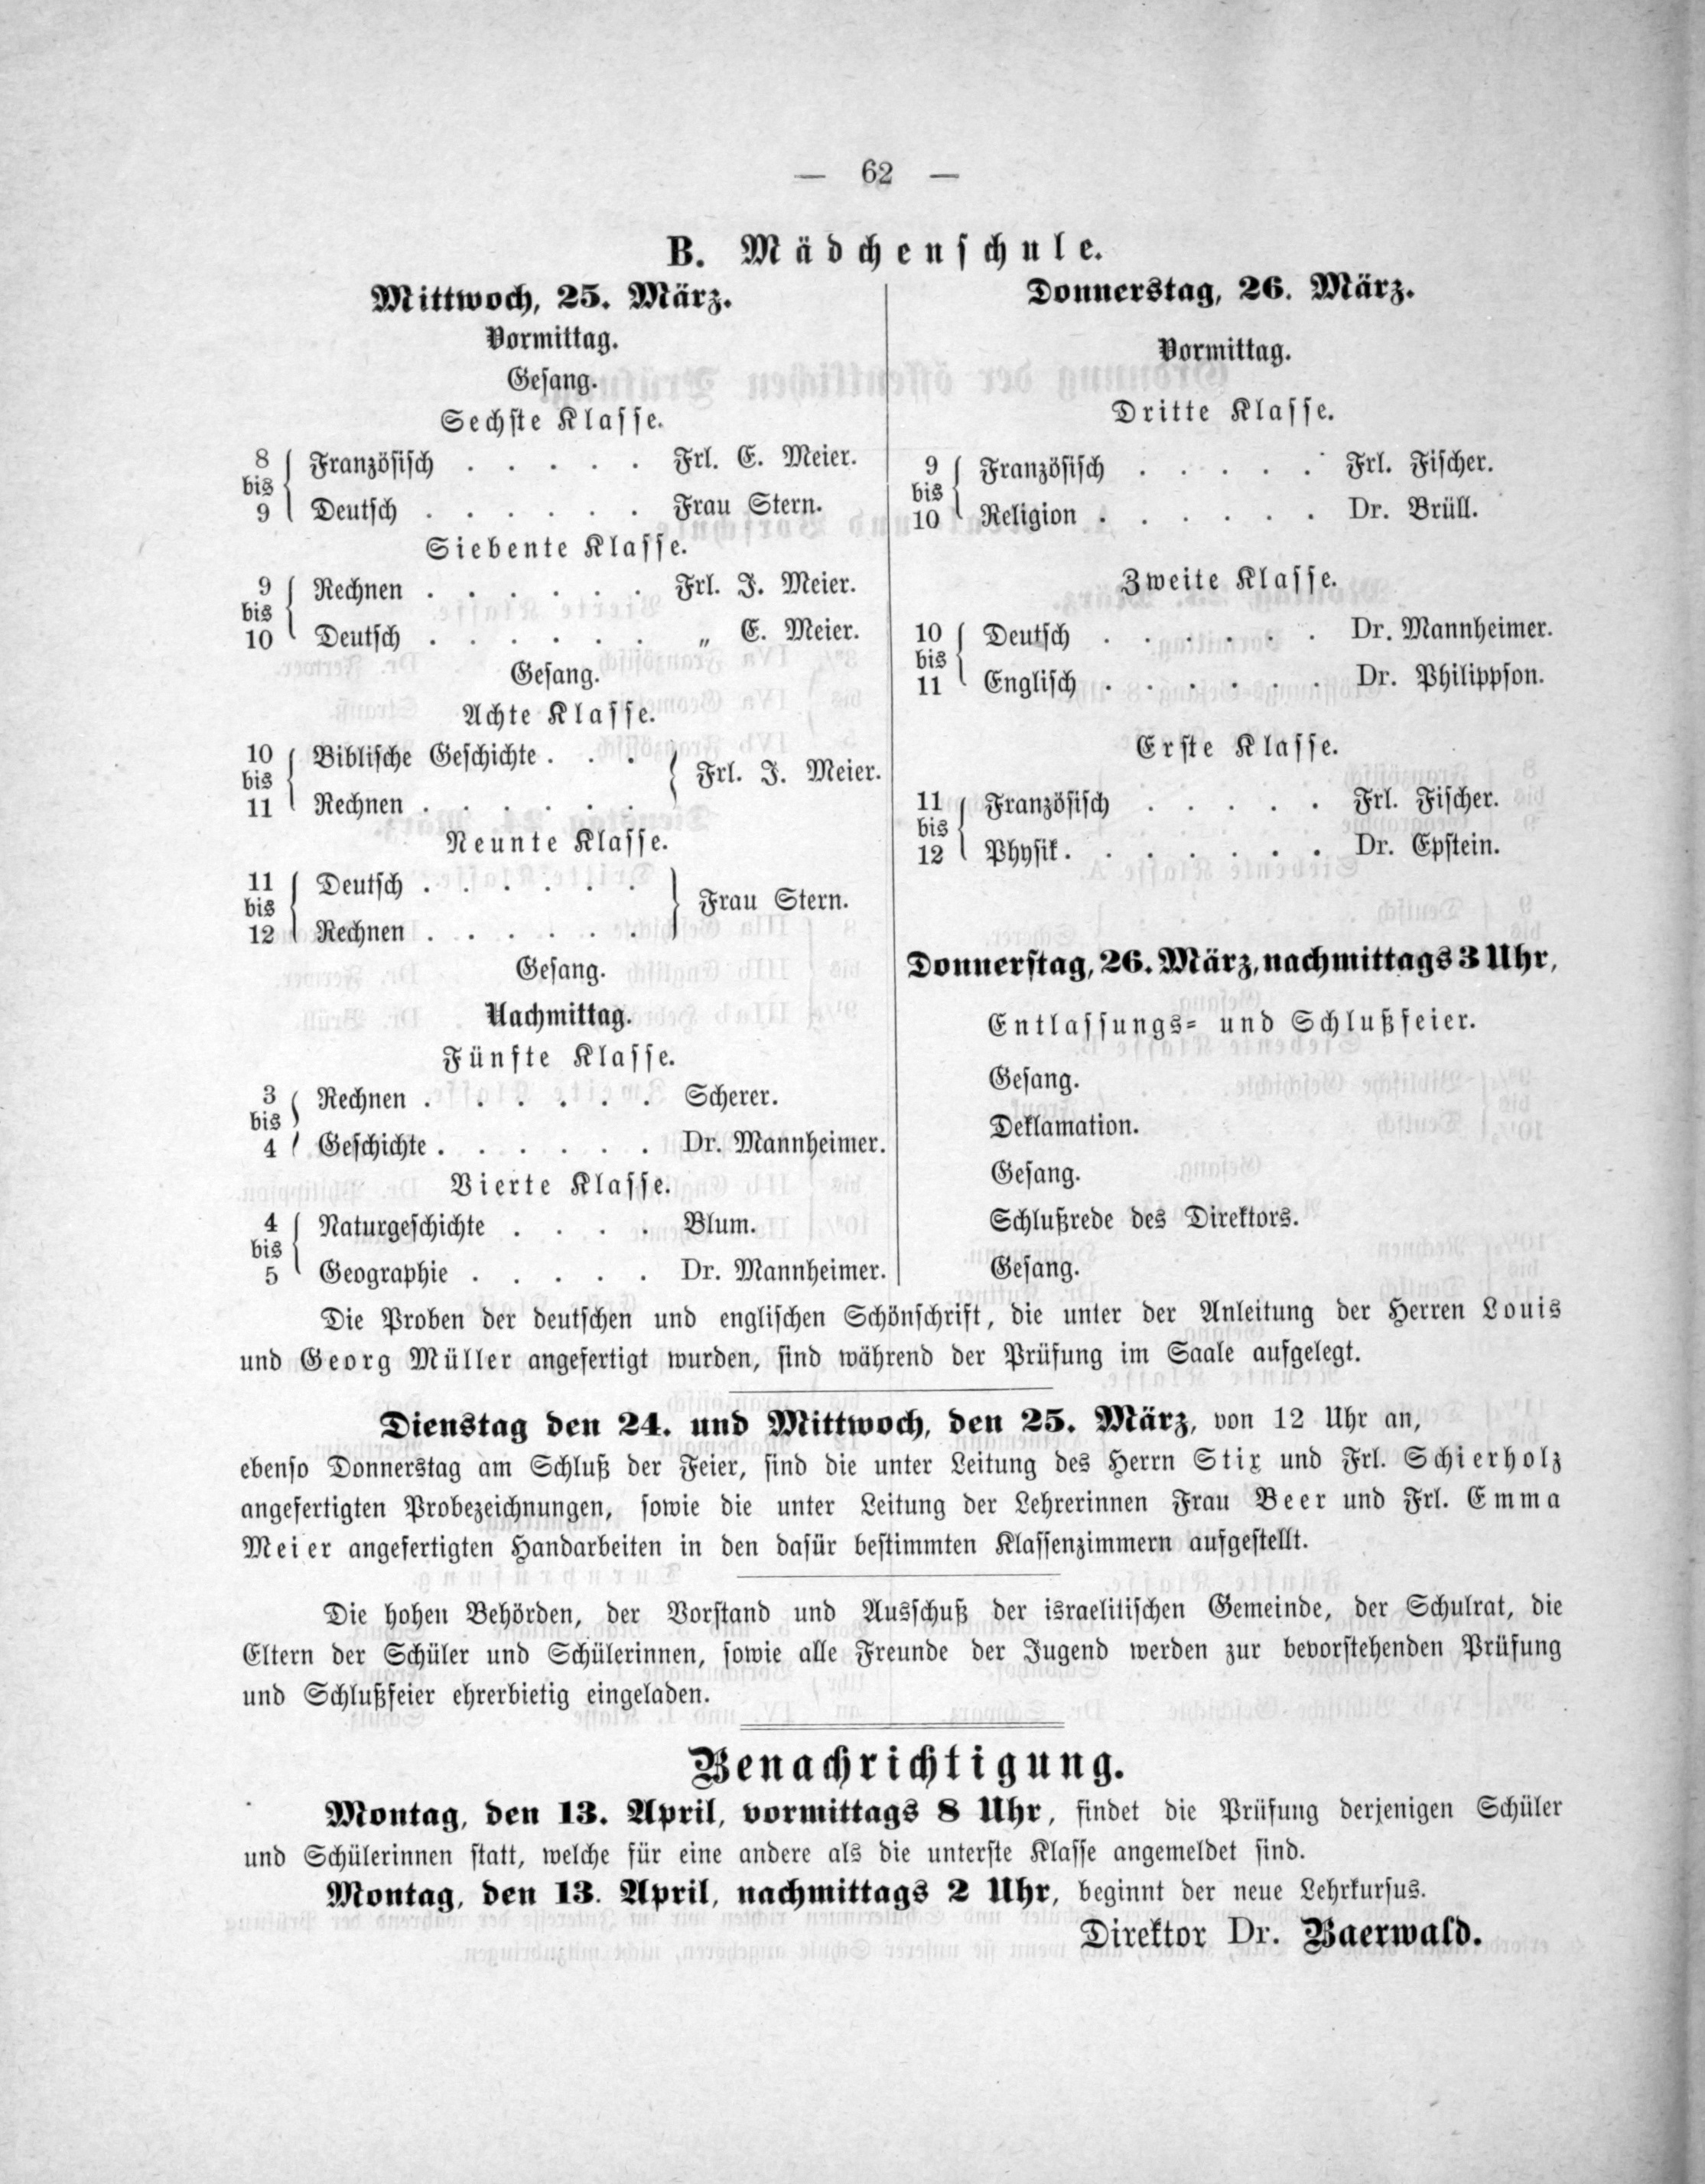 — 62 —
B. Mädchenschule.
Mittwoch, 25. März.
Vormittag.
Gesang.
Sechste Klasse.
8 bis 9 Französisch . . . . . Frl. E. Meier.
Deutsch . . . . . . Frau Stern.
Siebente Klasse.
9 bis 10 Rechnen . . . . . . Frl. J. Meier.
Deutsch . . . . . . „ E. Meier.
Gesang.
Achte Klasse.
10 bis 11 Biblische Geschichte . . . Frl. J. Meier.
Rechnen . . . . . .
Neunte Klasse.
11 bis 12 Deutsch . . . . . . Frau Stern.
Rechnen . . . . . .
Gesang.
Nachmittag.
Fünfte Klasse.
3 bis 4 Rechnen . . . . . . Scherer.
Geschichte . . . . . . Dr. Mannheimer.
Vierte Klasse.
4 bis 5 Naturgeschichte . . . . Blum.
Geographie . . . . . Dr. Mannheimer.
Donnerstag, 26. März.
Vormittag.
Dritte Klasse.
9 bis 10 Französisch . . . . . Frl. Fischer.
Religion . . . . . . Dr. Brüll.
Zweite Klasse.
10 bis 11 Deutsch . . . . . . Dr. Mannheimer.
Englisch . . . . . . Dr. Philippson.
Erste Klasse.
11 bis 12 Französisch . . . . . Frl. Fischer.
Physik . . . . . . . Dr. Epstein.
Donnerstag, 26. März, nachmittags 3 Uhr,
Entlassungs- und Schlußfeier.
Gesang.
Deklamation.
Gesang.
Schlußrede des Direktors.
Gesang.
Die Proben der deutschen und englischen Schönschrift, die unter der Anleitung der Herren Louis
und Georg Müller angefertigt wurden, sind während der Prüfung im Saale aufgelegt.
Dienstag den 24. und Mittwoch, den 25. März, von 12 Uhr an,
ebenso Donnerstag am Schluß der Feier, sind die unter Leitung des Herrn Stix und Frl. Schierholz
angefertigten Probezeichnungen, sowie die unter Leitung der Lehrerinnen Frau Beer und Frl. Emma
Meier angefertigten Handarbeiten in den dafür bestimmten Klassenzimmern aufgestellt.
Die hohen Behörden, der Vorstand und Ausschuß der israelitischen Gemeinde, der Schulrat, die
Eltern der Schüler und Schülerinnen, sowie alle Freunde der Jugend werden zur bevorstehenden Prüfung
und Schlußfeier ehrerbietig eingeladen.
Benachrichtigung.
Montag, den 13. April, vormittags 8 Uhr, findet die Prüfung derjenigen Schüler
und Schülerinnen statt, welche für eine andere als die unterste Klasse angemeldet sind.
Montag, den 13. April, nachmittags 2 Uhr, beginnt der neue Lehrkursus.
Direktor Dr. Baerwald.